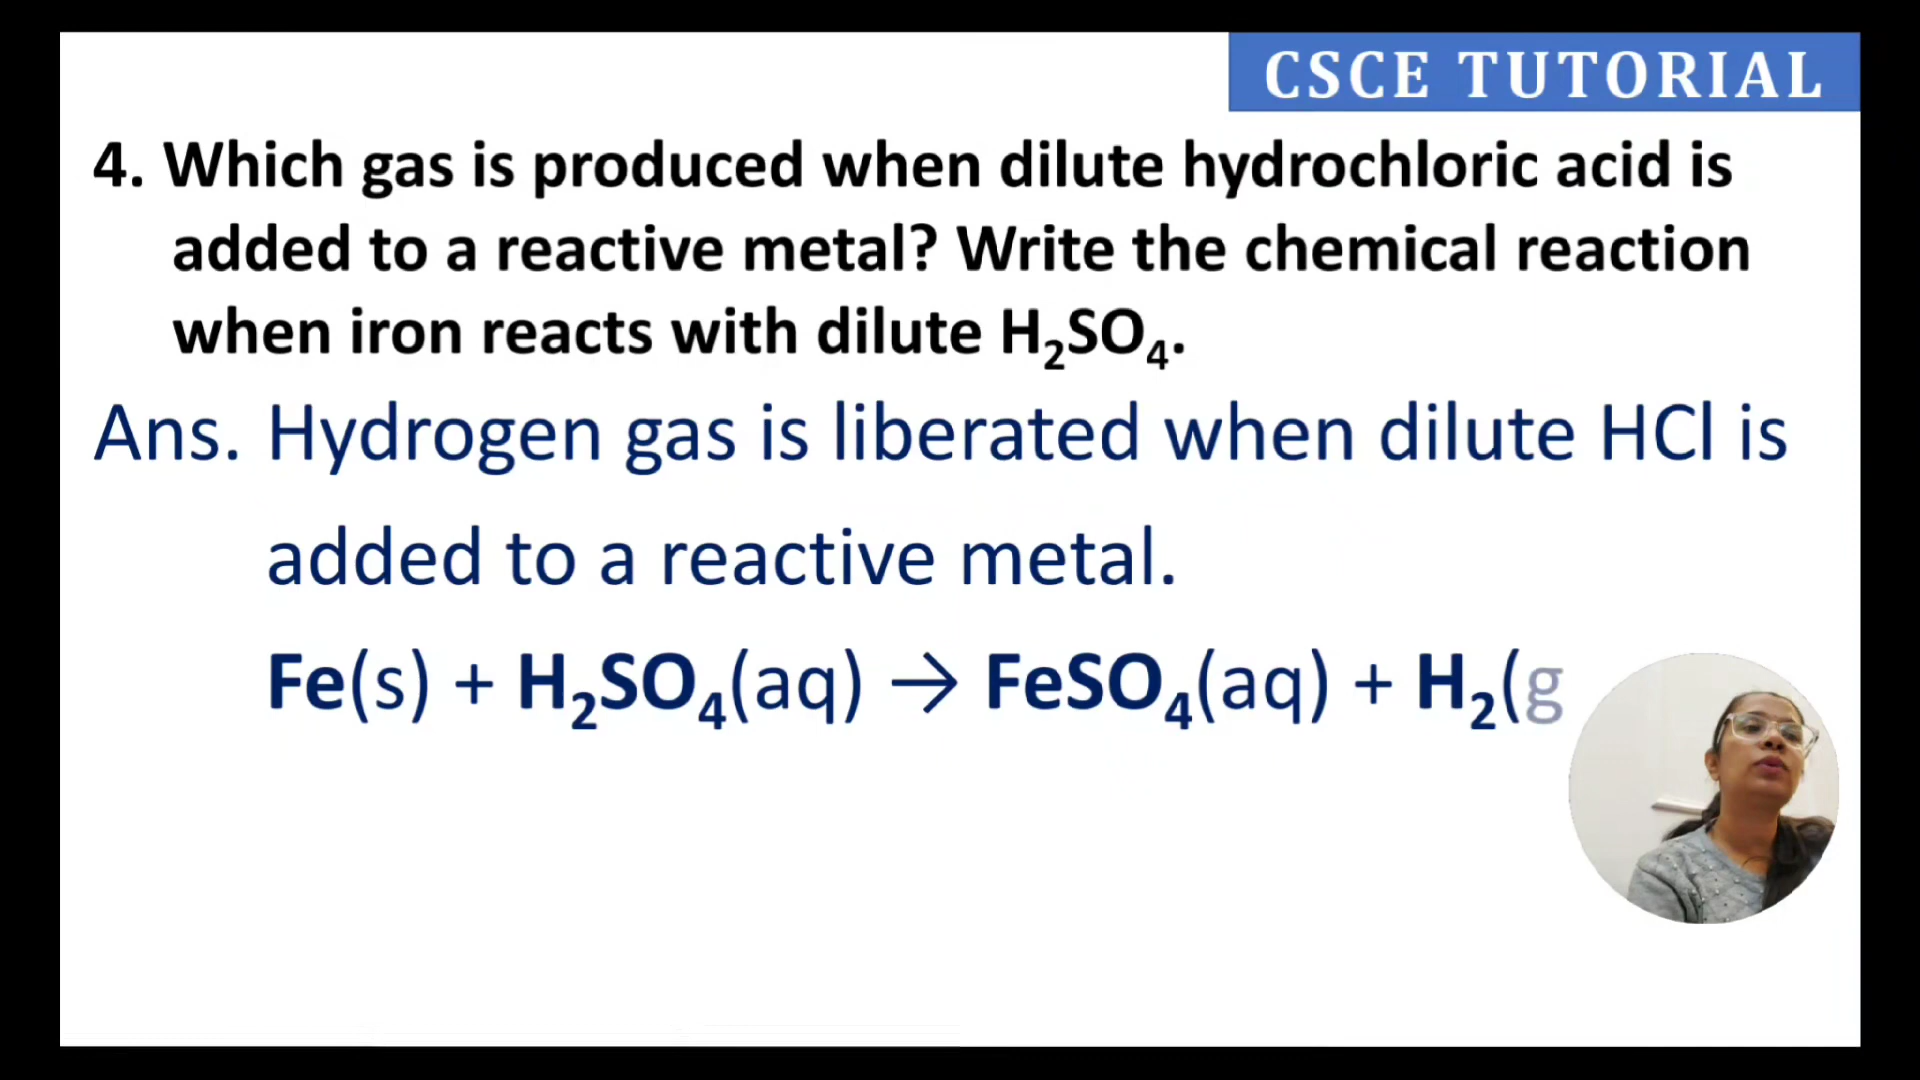 CSCE TUTORIAL
4. Which gas is produced when dilute hydrochloric acid is
added to a reactive metal? Write the chemical reaction
when iron reacts with dilute H₂SO₄.
Ans. Hydrogen gas is liberated when dilute HCl is
added to a reactive metal.
Fe(s) + H₂SO₄(aq) → FeSO₄(aq) + H₂(g